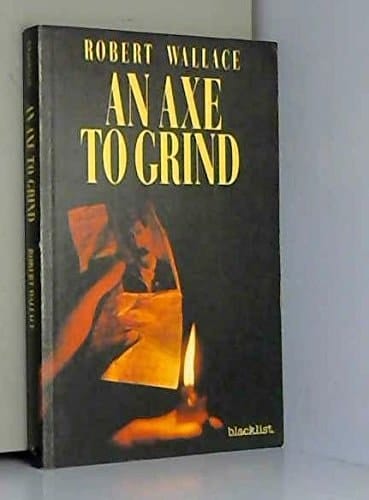 ROBERT WALLACE
AN AXE
TO GRIND
blacklist
AN AXE TO GRIND
ROBERT WALLACE